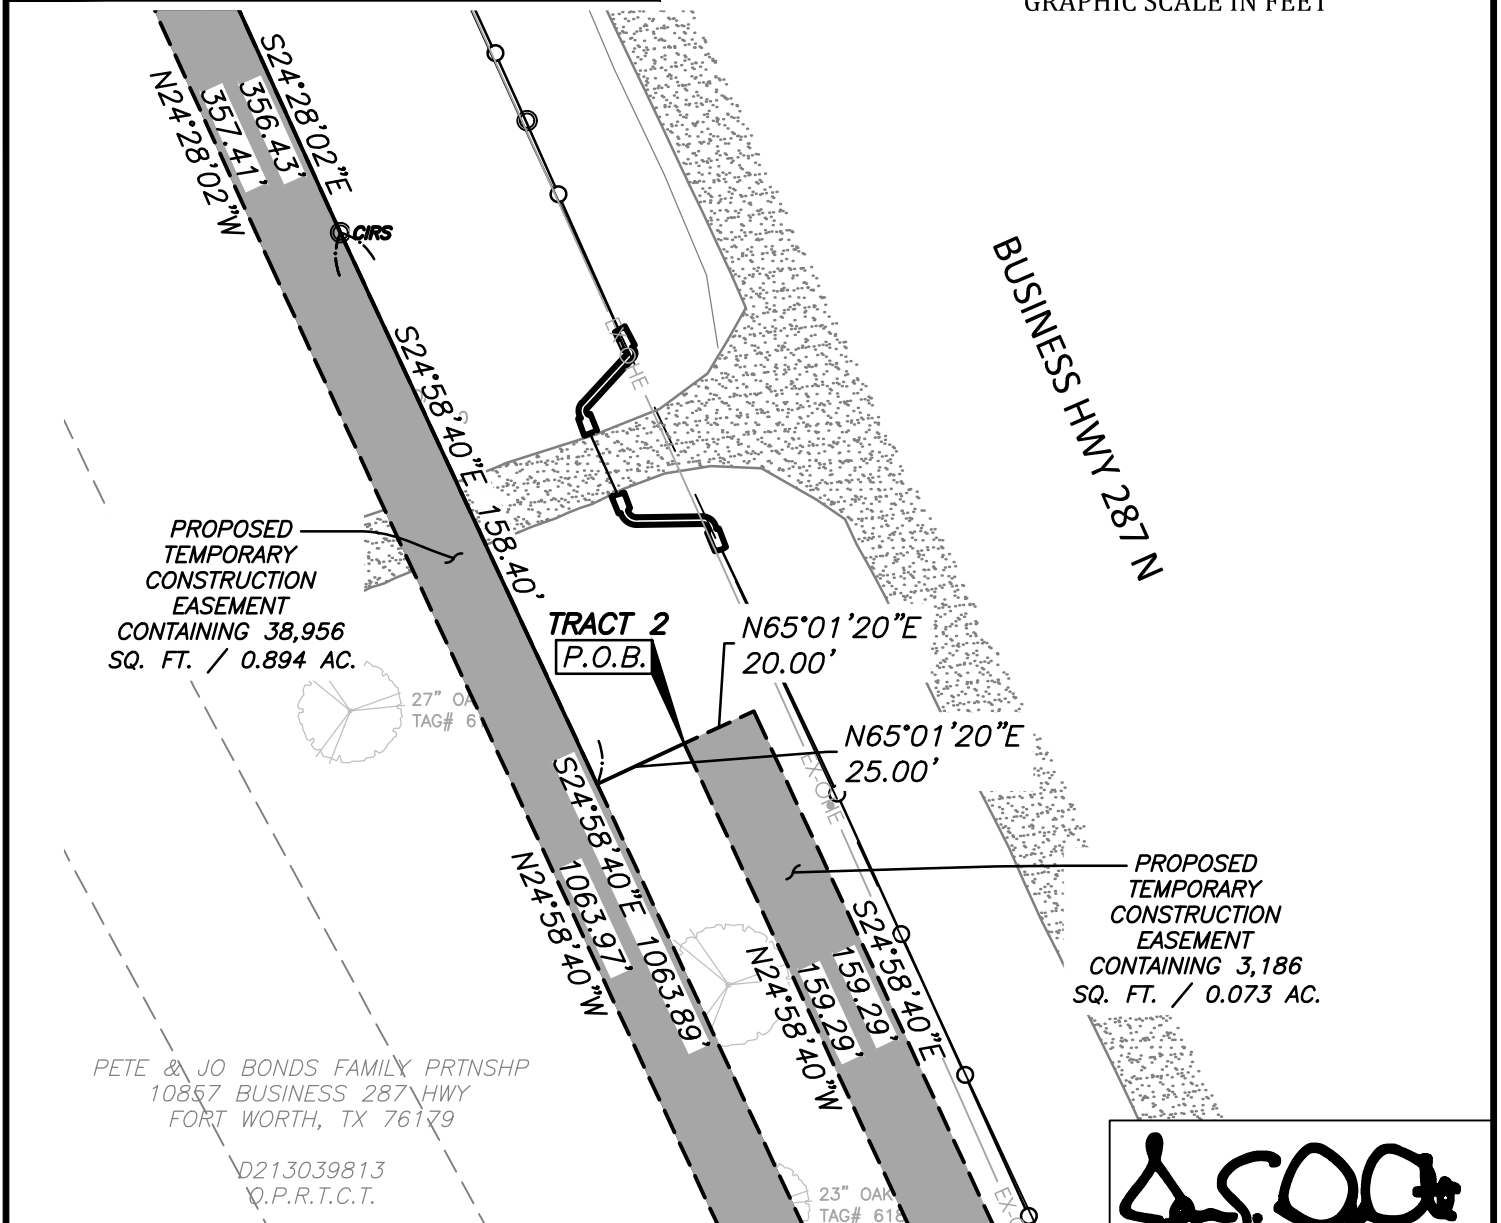 GRAPHIC SCALE IN FEET
S24°28'02"E
356.43'
357.41'
N24°28'02"W
CIRS
BUSINESS HWY 287 N
S24°58'40"E 158.40'
PROPOSED
TEMPORARY
CONSTRUCTION
EASEMENT
CONTAINING 38,956
SQ. FT. / 0.894 AC.
TRACT 2
P.O.B.
N65°01'20"E
20.00'
27" OA
TAG# 6
N65°01'20"E
25.00'
EX-OHE
S24°58'40"E 1063.89'
1063.97'
N24°58'40"W
PROPOSED
TEMPORARY
CONSTRUCTION
EASEMENT
CONTAINING 3,186
SQ. FT. / 0.073 AC.
S24°58'40"E
159.29'
159.29'
N24°58'40"W
PETE & JO BONDS FAMILY PRTNSHP
10857 BUSINESS 287 HWY
FORT WORTH, TX 76179
D213039813
O.P.R.T.C.T.
23" OAK
TAG# 618